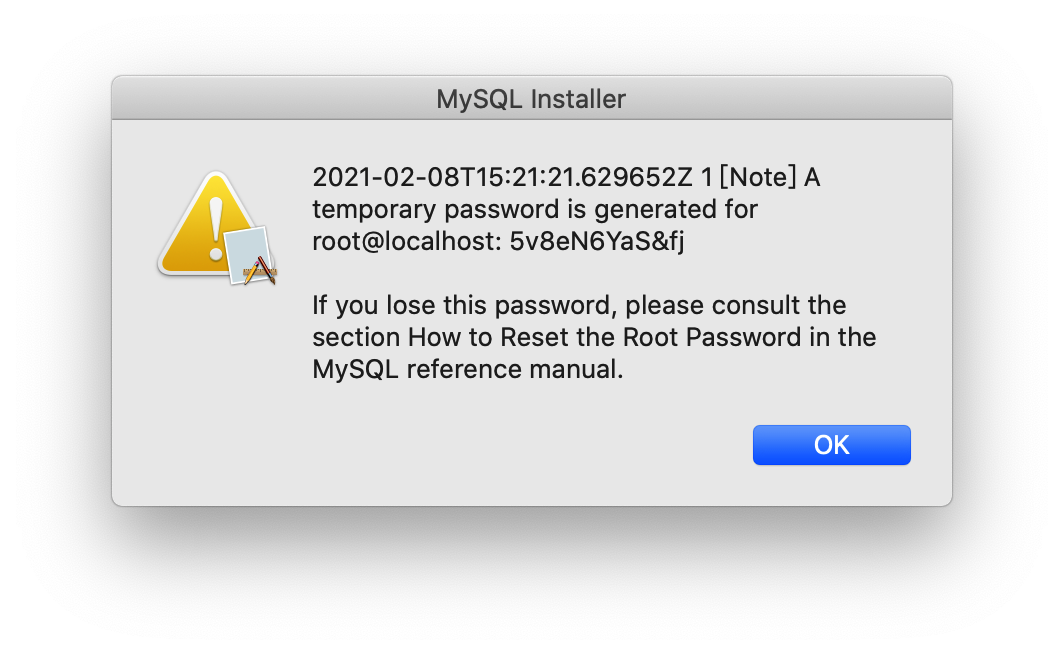 MySQL Installer
2021-02-08T15:21:21.629652Z 1 [Note] A
temporary password is generated for
root@localhost: 5v8eN6YaS&fj
If you lose this password, please consult the
section How to Reset the Root Password in the
MySQL reference manual.
OK